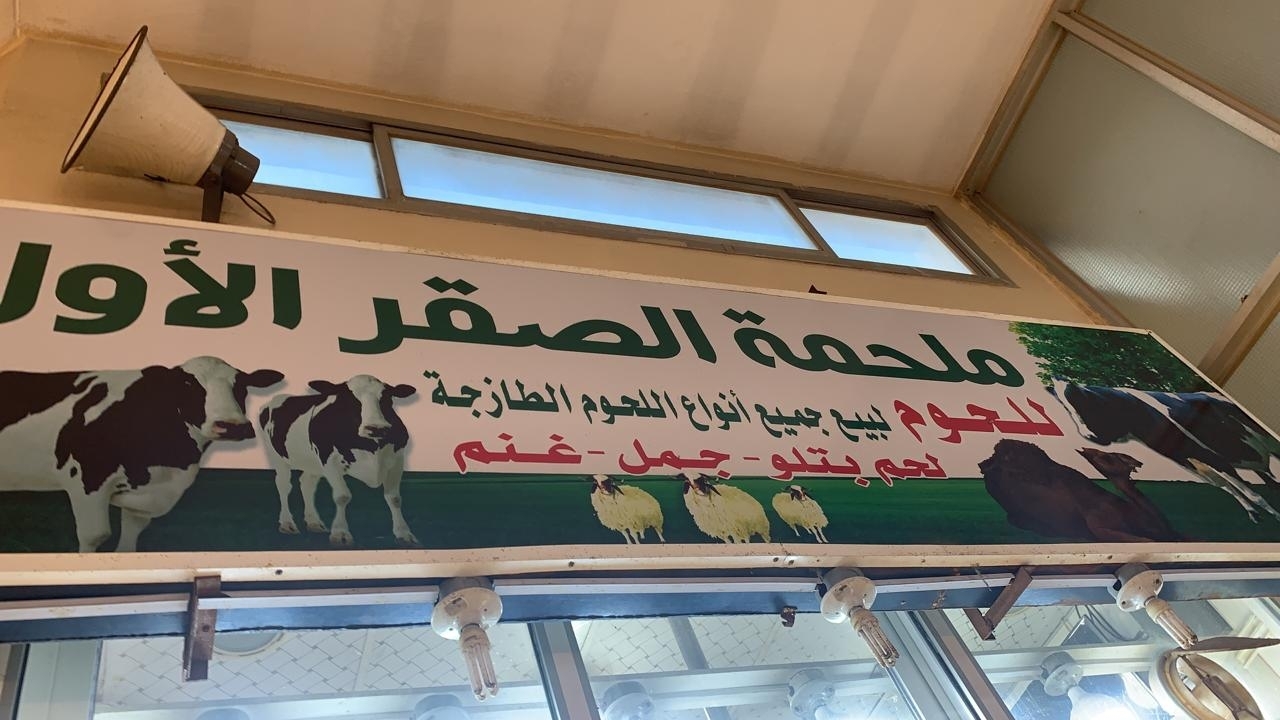 ملحمة الصقر الأول
للحوم لبيع جميع أنواع اللحوم الطازجة
لحم بتلو - جمل - غنم